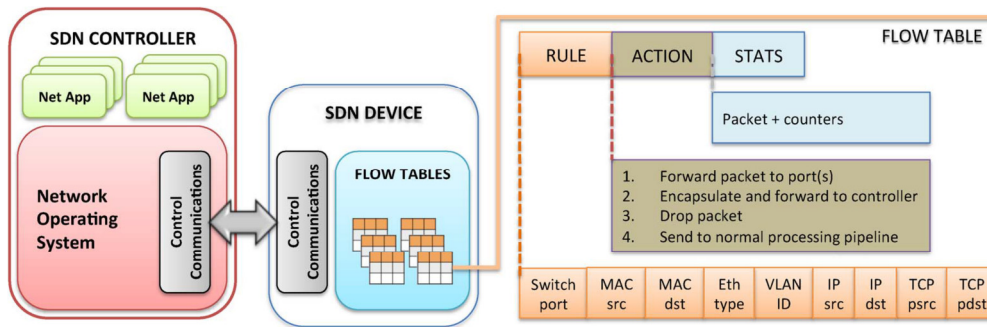 SDN CONTROLLER
Net App
Net App
Network
Operating
System
Control
Communications
SDN DEVICE
Control
Communications
FLOW TABLES
FLOW TABLE
RULE
ACTION
STATS
Packet + counters
1. Forward packet to port(s)
2. Encapsulate and forward to controller
3. Drop packet
4. Send to normal processing pipeline
Switch
port
MAC
src
MAC
dst
Eth
type
VLAN
ID
IP
src
IP
dst
TCP
psrc
TCP
pdst